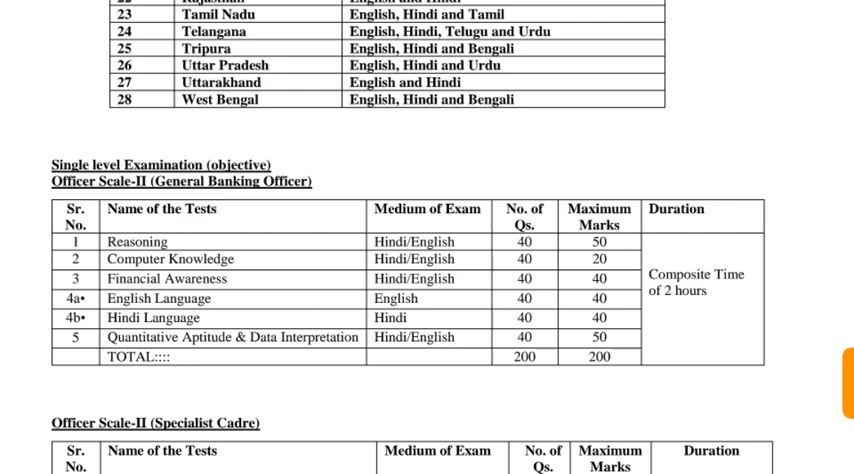 23 Tamil Nadu English, Hindi and Tamil
24 Telangana English, Hindi, Telugu and Urdu
25 Tripura English, Hindi and Bengali
26 Uttar Pradesh English, Hindi and Urdu
27 Uttarakhand English and Hindi
28 West Bengal English, Hindi and Bengali
Single level Examination (objective)
Officer Scale-II (General Banking Officer)
Sr. No. Name of the Tests Medium of Exam No. of Qs. Maximum Marks Duration
1 Reasoning Hindi/English 40 50
2 Computer Knowledge Hindi/English 40 20
3 Financial Awareness Hindi/English 40 40
Composite Time of 2 hours
4a• English Language English 40 40
4b• Hindi Language Hindi 40 40
5 Quantitative Aptitude & Data Interpretation Hindi/English 40 50
TOTAL:::: 200 200
Officer Scale-II (Specialist Cadre)
Sr. No. Name of the Tests Medium of Exam No. of Qs. Maximum Marks Duration